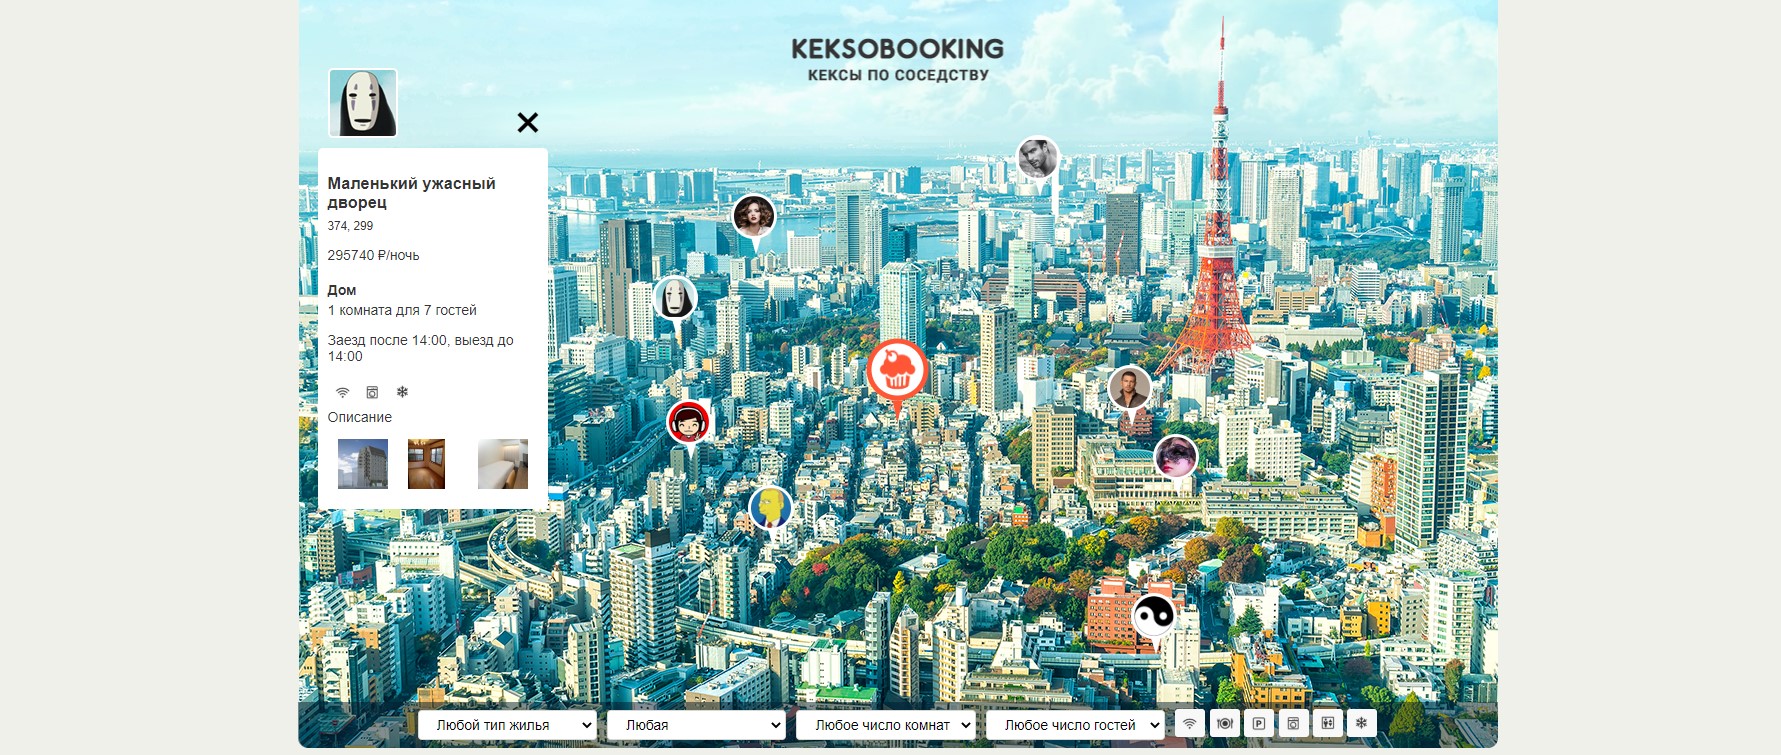 KEKSOBOOKING
КЕКСЫ ПО СОСЕДСТВУ
Маленький ужасный
дворец
374, 299
295740 ₽/ночь
Дом
1 комната для 7 гостей
Заезд после 14:00, выезд до
14:00
Описание
Любой тип жилья
Любая
Любое число комнат
Любое число гостей
P